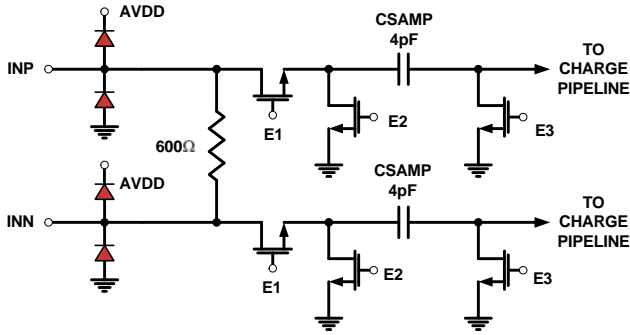 AVDD
CSAMP
4pF
INP
TO
CHARGE
PIPELINE
E1
E2
E3
600Ω
CSAMP
4pF
AVDD
INN
TO
CHARGE
PIPELINE
E1
E2
E3